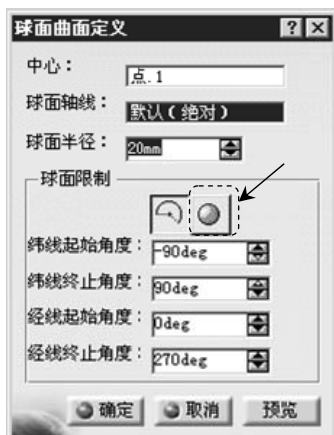 球面曲面定义
中心： 点.1
球面轴线： 默认(绝对)
球面半径： 20mm
球面限制
纬线起始角度： -90deg
纬线终止角度： 90deg
经线起始角度： 0deg
经线终止角度： 270deg
确定 取消 预览